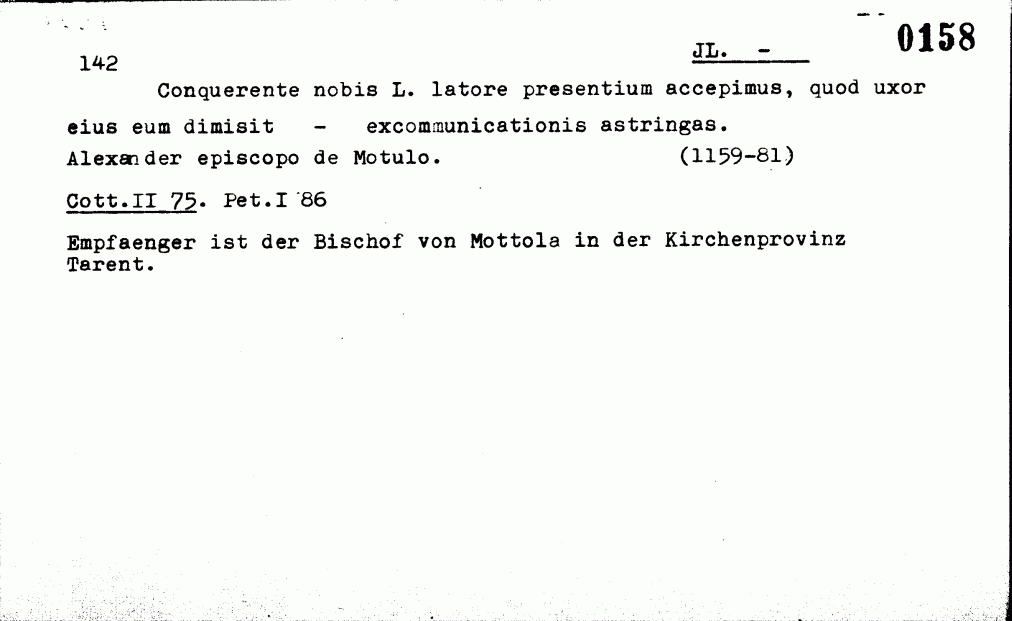 0158
JL. -
142
Conquerente nobis L. latore presentium accepimus, quod uxor
eius eum dimisit - excommunicationis astringas.
Alexander episcopo de Motulo. (1159-81)
Cott.II 75. Pet.I 86
Empfaenger ist der Bischof von Mottola in der Kirchenprovinz
Tarent.